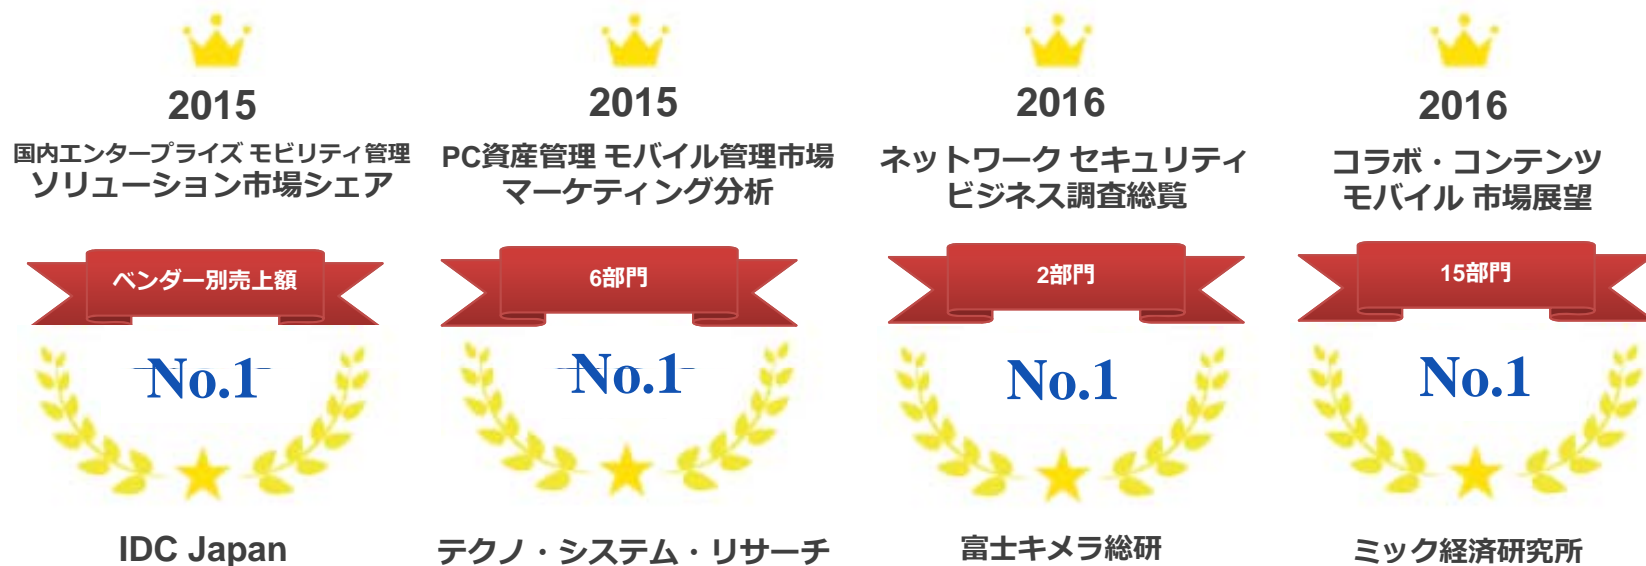 2015
国内エンタープライズ モビリティ管理
ソリューション市場シェア
ベンダー別売上額
No.1
IDC Japan
2015
PC資産管理 モバイル管理市場
マーケティング分析
6部門
No.1
テクノ・システム・リサーチ
2016
ネットワーク セキュリティ
ビジネス調査総覧
2部門
No.1
富士キメラ総研
2016
コラボ・コンテンツ
モバイル 市場展望
15部門
No.1
ミック経済研究所